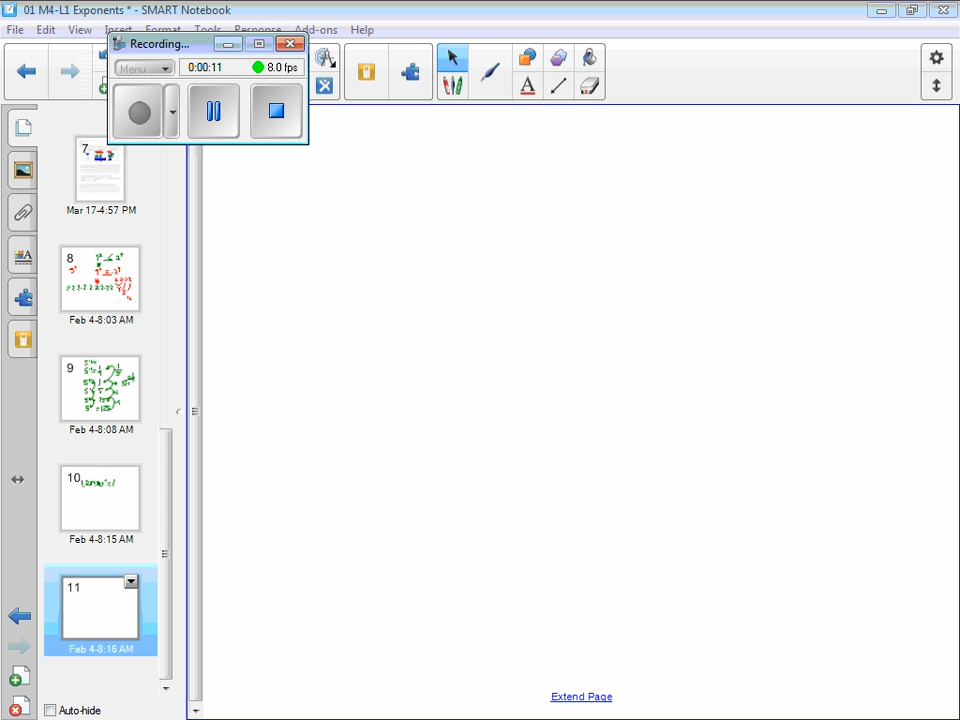 01 M4-L1 Exponents * - SMART Notebook
File Edit View Insert Format Tools Response Add-ons Help
Recording...
Menu 0:00:11 8.0 fps
7
Mar 17-4:57 PM
8
Feb 4-8:03 AM
9
Feb 4-8:08 AM
10
Feb 4-8:15 AM
11
Feb 4-8:16 AM
Auto-hide
Extend Page